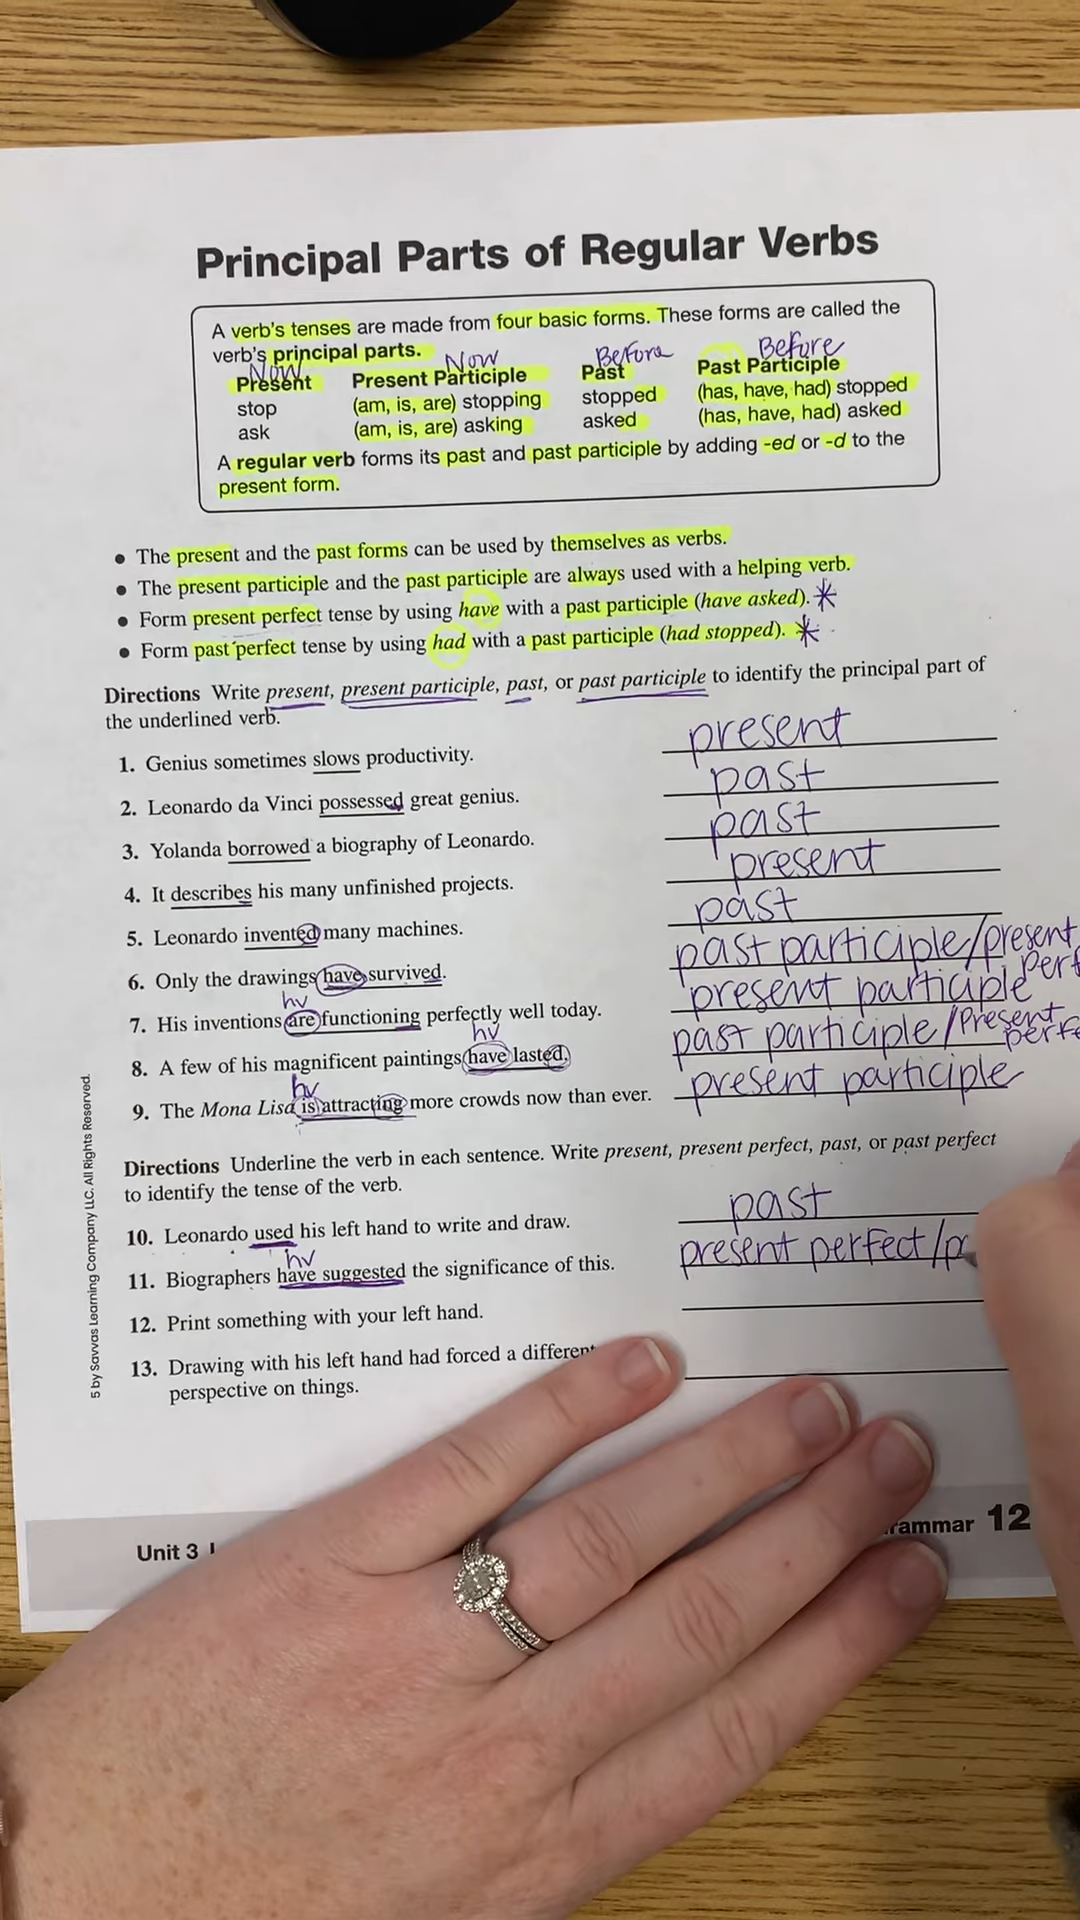 Principal Parts of Regular Verbs
A verb's tenses are made from four basic forms. These forms are called the
verb's principal parts.
Now Now Before Before
Present Present Participle Past Past Participle
stop (am, is, are) stopping stopped (has, have, had) stopped
ask (am, is, are) asking asked (has, have, had) asked
A regular verb forms its past and past participle by adding -ed or -d to the
present form.
• The present and the past forms can be used by themselves as verbs.
• The present participle and the past participle are always used with a helping verb.
• Form present perfect tense by using have with a past participle (have asked). *
• Form past perfect tense by using had with a past participle (had stopped). *
Directions Write present, present participle, past, or past participle to identify the principal part of
the underlined verb.
1. Genius sometimes slows productivity. present
2. Leonardo da Vinci possessed great genius. past
3. Yolanda borrowed a biography of Leonardo. past
4. It describes his many unfinished projects. present
5. Leonardo invented many machines. past
6. Only the drawings have survived. past participle/present
perf
hv
7. His inventions are functioning perfectly well today. present participle
hv
8. A few of his magnificent paintings have lasted. past participle/Present
perfe
hv
9. The Mona Lisa is attracting more crowds now than ever. present participle
Directions Underline the verb in each sentence. Write present, present perfect, past, or past perfect
to identify the tense of the verb.
10. Leonardo used his left hand to write and draw. past
hv
11. Biographers have suggested the significance of this. present perfect/p
12. Print something with your left hand.
13. Drawing with his left hand had forced a different
perspective on things.
5 by Savvas Learning Company LLC. All Rights Reserved.
Unit 3 rammar 12